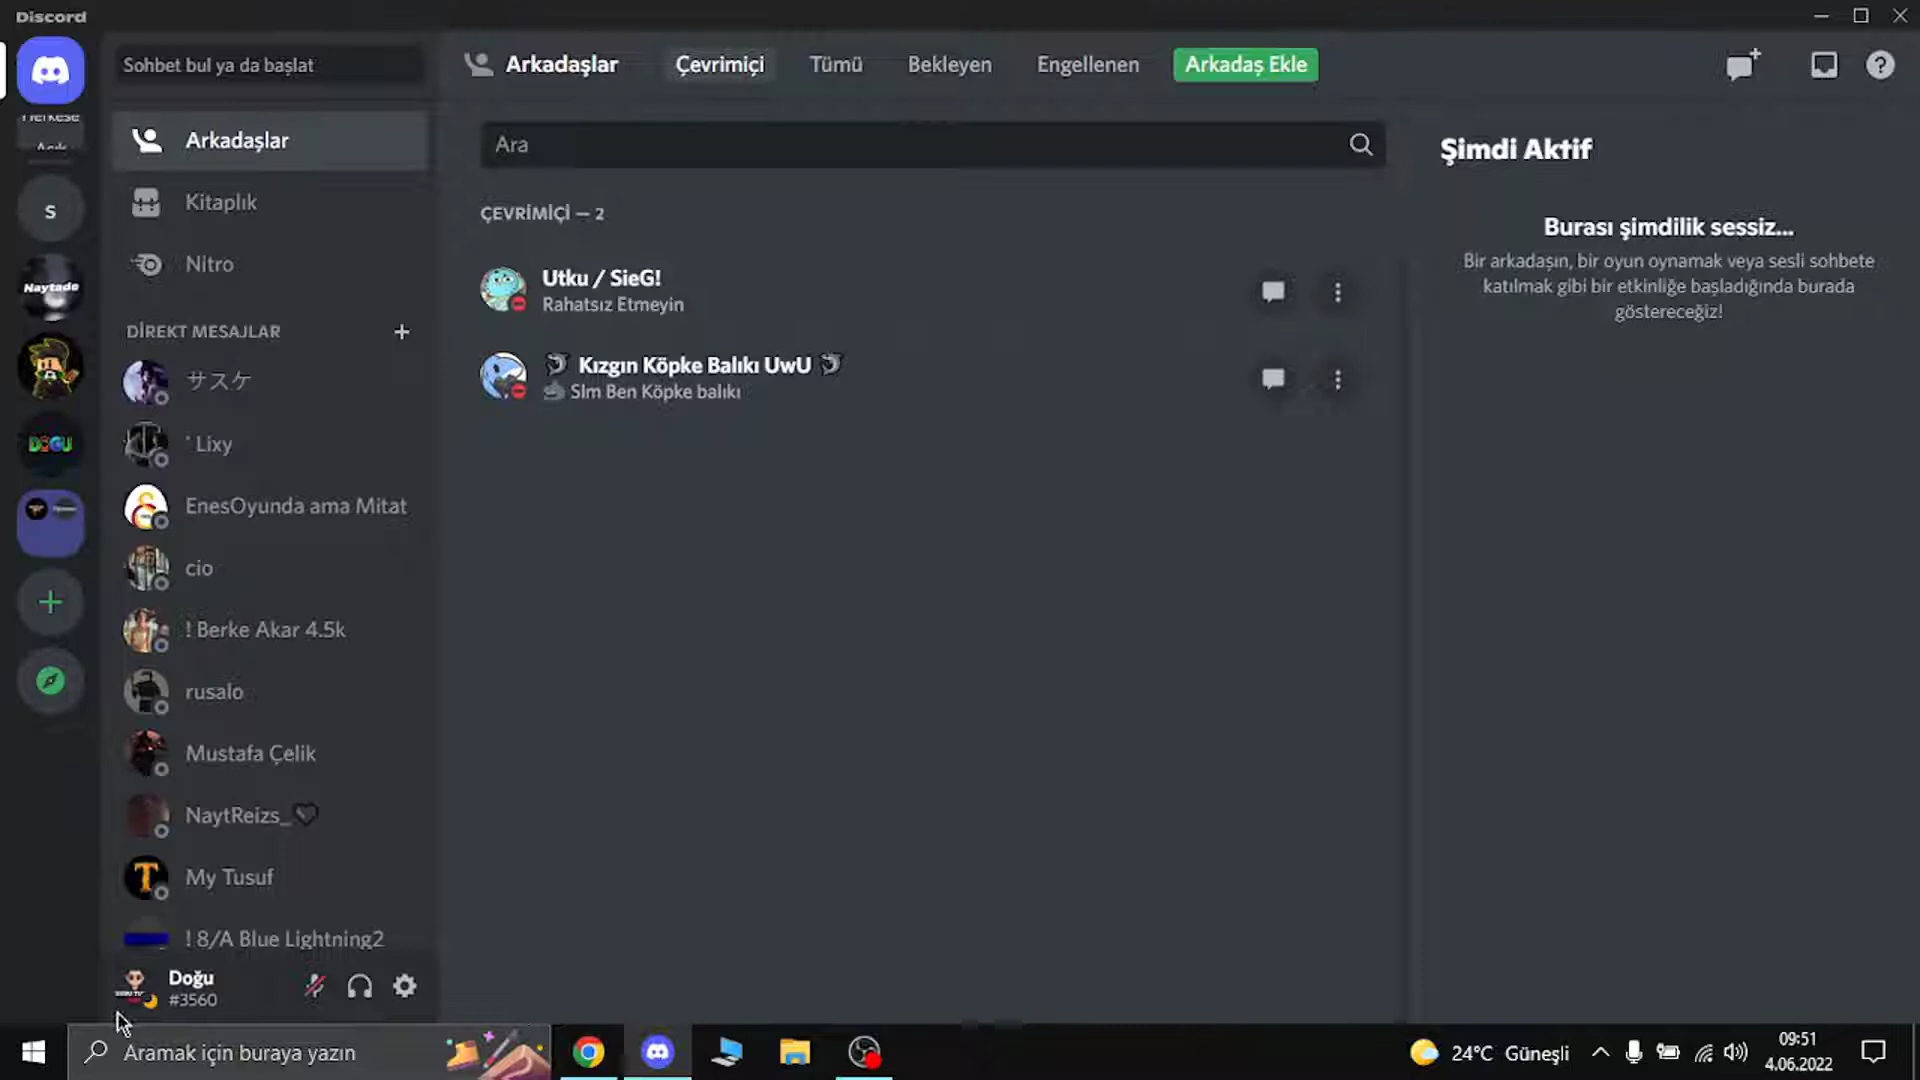 Discord
Sohbet bul ya da başlat
Arkadaşlar
Çevrimiçi
Tümü
Bekleyen
Engellenen
Arkadaş Ekle
Herkese
Açık
S
Naytado
DOGU
Arkadaşlar
Kitaplık
Nitro
DİREKT MESAJLAR
サスケ
' Lixy
EnesOyunda ama Mitat
cio
! Berke Akar 4.5k
rusalo
Mustafa Çelik
NaytReizs_🖤
My Tusuf
! 8/A Blue Lightning2
Doğu
#3560
Ara
ÇEVRİMİÇİ — 2
Utku / SieG!
Rahatsız Etmeyin
Kızgın Köpke Balıkı UwU
Slm Ben Köpke balıkı
Şimdi Aktif
Burası şimdilik sessiz...
Bir arkadaşın, bir oyun oynamak veya sesli sohbete
katılmak gibi bir etkinliğe başladığında burada
göstereceğiz!
Aramak için buraya yazın
24°C Güneşli
09:51
4.06.2022